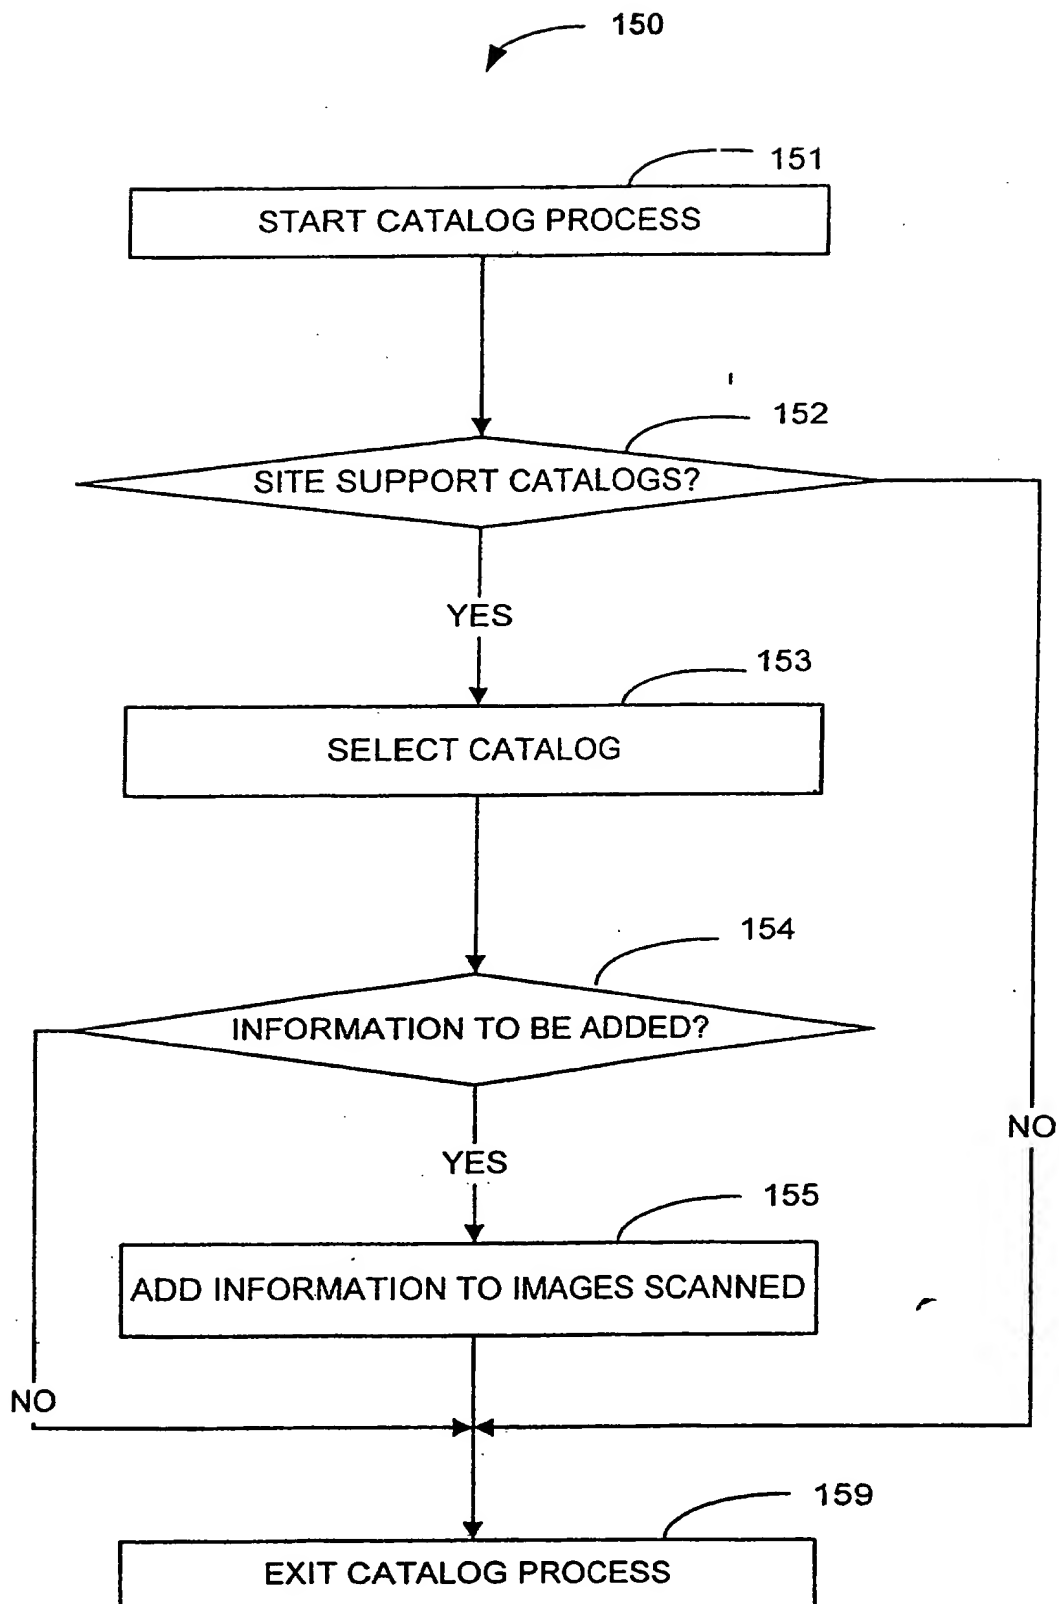 150
151
START CATALOG PROCESS
152
SITE SUPPORT CATALOGS?
YES
153
SELECT CATALOG
154
INFORMATION TO BE ADDED?
NO
YES
155
ADD INFORMATION TO IMAGES SCANNED
NO
159
EXIT CATALOG PROCESS